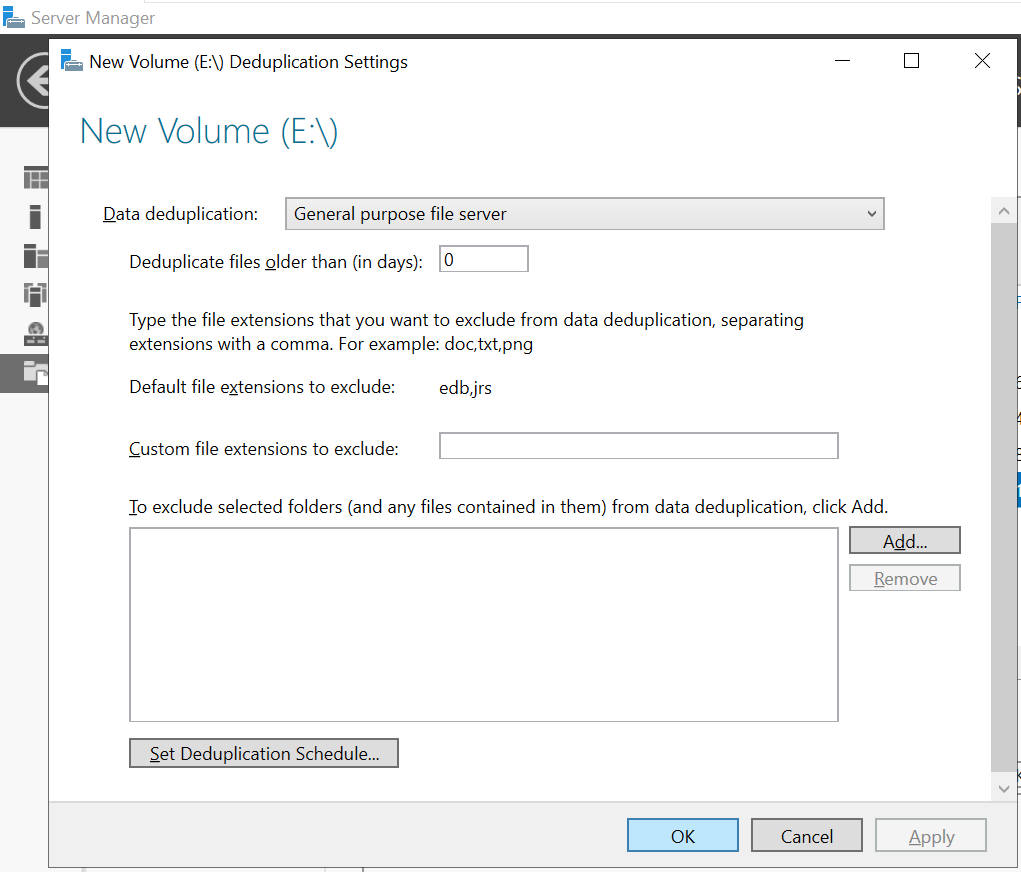 Server Manager
New Volume (E:\) Deduplication Settings
New Volume (E:\)
Data deduplication: General purpose file server
Deduplicate files older than (in days): 0
Type the file extensions that you want to exclude from data deduplication, separating
extensions with a comma. For example: doc,txt,png
Default file extensions to exclude: edb,jrs
Custom file extensions to exclude:
To exclude selected folders (and any files contained in them) from data deduplication, click Add.
Add...
Remove
Set Deduplication Schedule...
OK Cancel Apply